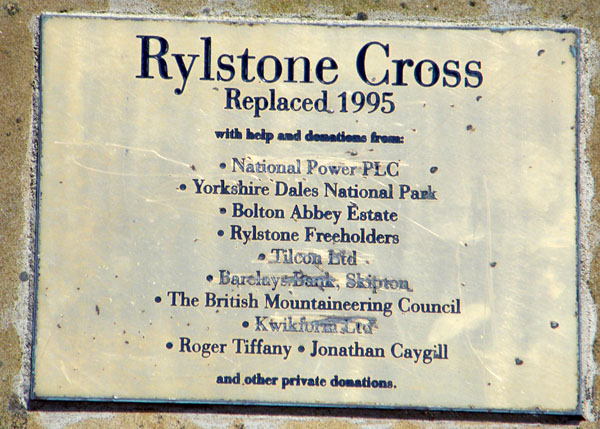 Rylstone Cross
Replaced 1995
with help and donations from:
• National Power PLC
• Yorkshire Dales National Park
• Bolton Abbey Estate
• Rylstone Freeholders
• Tilcon Ltd
• Barclays Bank, Skipton
• The British Mountaineering Council
• Kwikform Ltd
• Roger Tiffany • Jonathan Caygill
and other private donations.